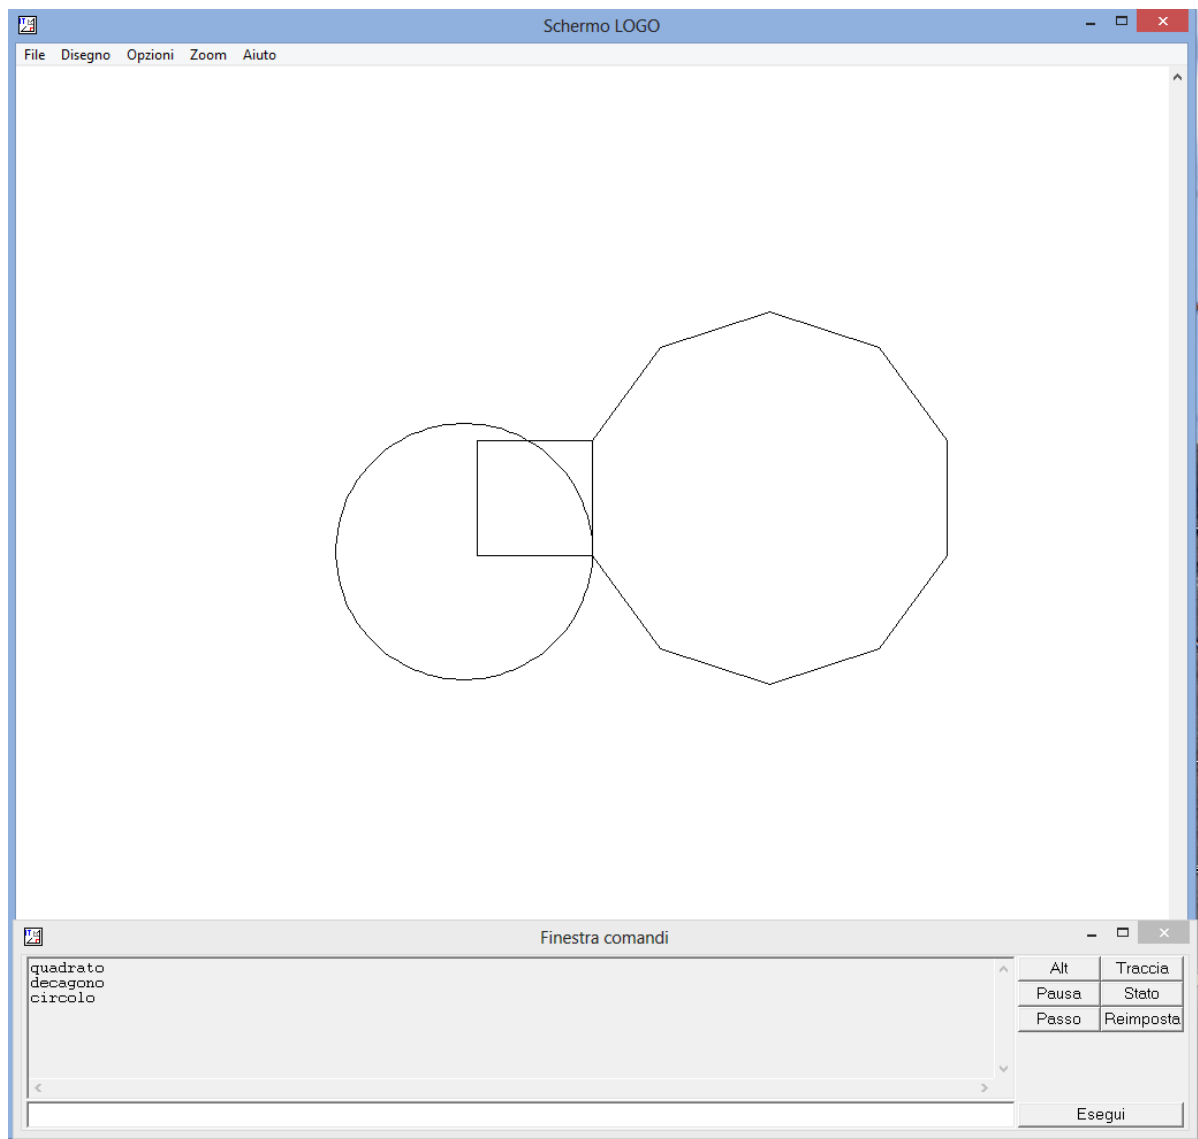 Schermo LOGO
File Disegno Opzioni Zoom Aiuto
Finestra comandi
quadrato
decagono
circolo
Alt Traccia
Pausa Stato
Passo Reimposta
Esegui